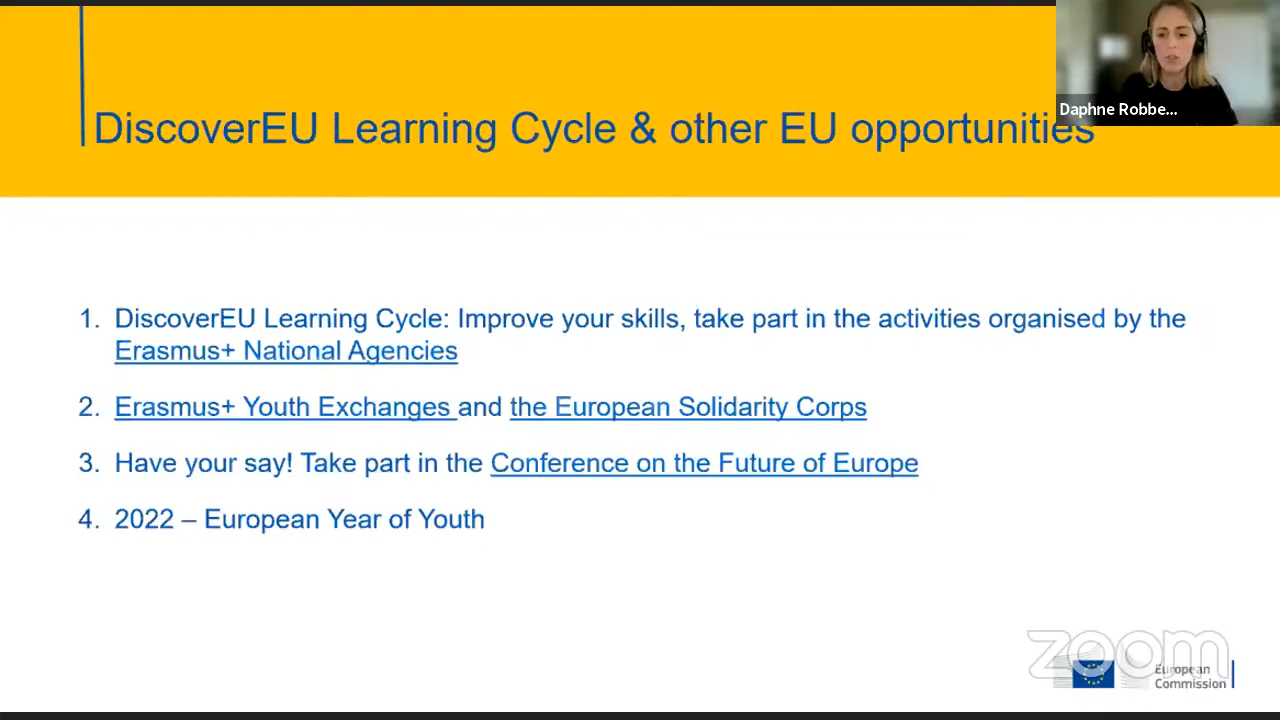 Daphne Robbe...
DiscoverEU Learning Cycle & other EU opportunities
1. DiscoverEU Learning Cycle: Improve your skills, take part in the activities organised by the
Erasmus+ National Agencies
2. Erasmus+ Youth Exchanges and the European Solidarity Corps
3. Have your say! Take part in the Conference on the Future of Europe
4. 2022 – European Year of Youth
zoom
European
Commission